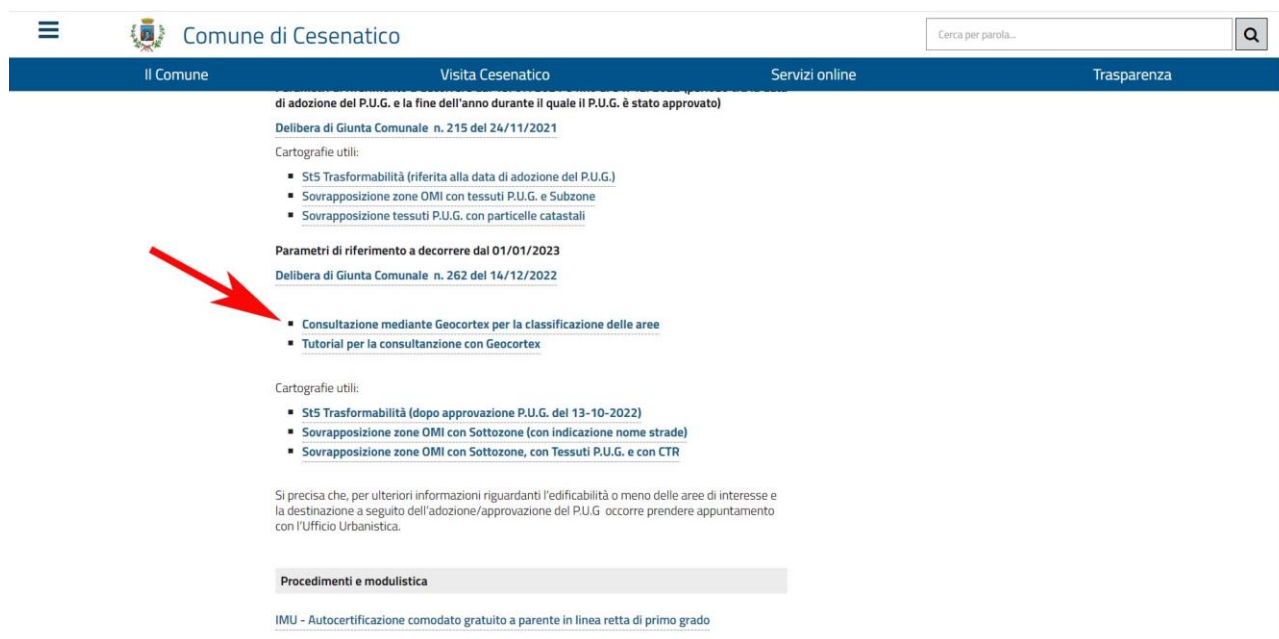 Comune di Cesenatico
Cerca per parola...
Il Comune
Visita Cesenatico
Servizi online
Trasparenza
di adozione del P.U.G. e la fine dell'anno durante il quale il P.U.G. è stato approvato)
Delibera di Giunta Comunale n. 215 del 24/11/2021
Cartografie utili:
St5 Trasformabilità (riferita alla data di adozione del P.U.G.)
Sovrapposizione zone OMI con tessuti P.U.G. e Subzone
Sovrapposizione tessuti P.U.G. con particelle catastali
Parametri di riferimento a decorrere dal 01/01/2023
Delibera di Giunta Comunale n. 262 del 14/12/2022
Consultazione mediante Geocortex per la classificazione delle aree
Tutorial per la consultanzione con Geocortex
Cartografie utili:
St5 Trasformabilità (dopo approvazione P.U.G. del 13-10-2022)
Sovrapposizione zone OMI con Sottozone (con indicazione nome strade)
Sovrapposizione zone OMI con Sottozone, con Tessuti P.U.G. e con CTR
Si precisa che, per ulteriori informazioni riguardanti l'edificabilità o meno delle aree di interesse e
la destinazione a seguito dell'adozione/approvazione del P.U.G occorre prendere appuntamento
con l'Ufficio Urbanistica.
Procedimenti e modulistica
IMU - Autocertificazione comodato gratuito a parente in linea retta di primo grado